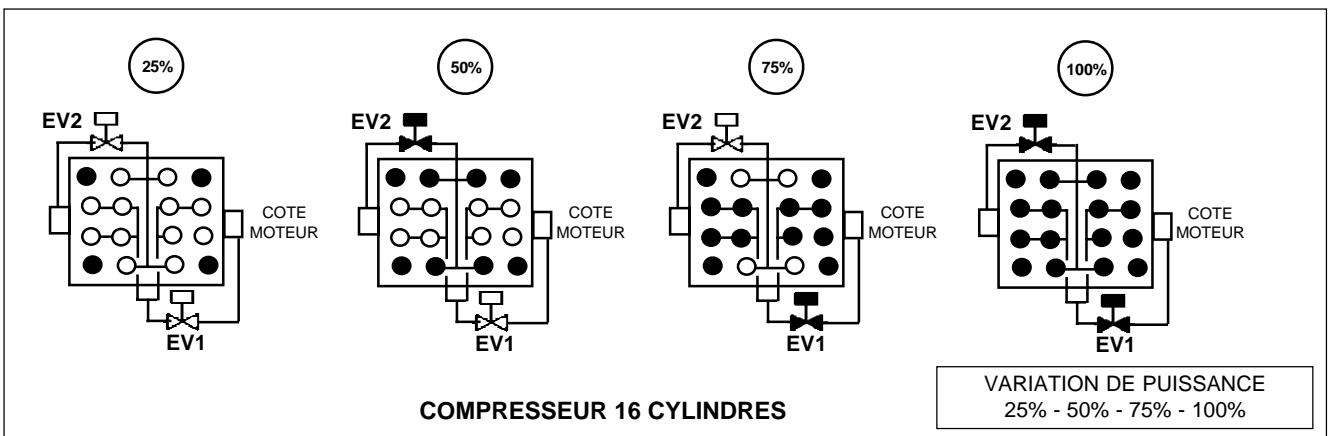 25%
50%
75%
100%
EV2
EV2
EV2
EV2
COTE
MOTEUR
COTE
MOTEUR
COTE
MOTEUR
COTE
MOTEUR
EV1
EV1
EV1
EV1
COMPRESSEUR 16 CYLINDRES
VARIATION DE PUISSANCE
25% - 50% - 75% - 100%